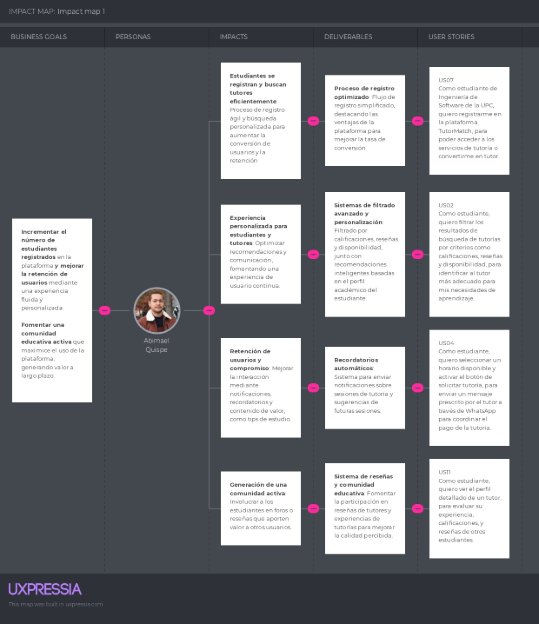 IMPACT MAP: Impact map 1
BUSINESS GOALS
PERSONAS
IMPACTS
DELIVERABLES
USER STORIES
Incrementar el
número de
estudiantes
registrados en la
plataforma y mejorar
la retención de
usuarios mediante
una experiencia
fluida y
personalizada.
Fomentar una
comunidad
educativa activa que
maximice el uso de la
plataforma,
generando valor a
largo plazo.
Abimael
Quispe
Estudiantes se
registran y buscan
tutores
eficientemente:
Proceso de registro
ágil y búsqueda
personalizada para
aumentar la
conversión de
usuarios y la
retención.
Proceso de registro
optimizado: Flujo de
registro simplificado,
destacando las
ventajas de la
plataforma para
mejorar la tasa de
conversión.
US07
Como estudiante de
Ingeniería de
Software de la UPC,
quiero registrarme en
la plataforma
TutorMatch, para
poder acceder a los
servicios de tutoría o
convertirme en tutor.
Experiencia
personalizada para
estudiantes y
tutores: Optimizar
recomendaciones y
comunicación,
fomentando una
experiencia de
usuario continua.
Sistemas de filtrado
avanzado y
personalización:
Filtrado por
calificaciones, reseñas
y disponibilidad,
junto con
recomendaciones
inteligentes basadas
en el perfil
académico del
estudiante.
US02
Como estudiante,
quiero filtrar los
resultados de
búsqueda de tutorías
por criterios como
calificaciones, reseñas
y disponibilidad, para
identificar al tutor
más adecuado para
mis necesidades de
aprendizaje.
Retención de
usuarios y
compromiso: Mejorar
la interacción
mediante
notificaciones,
recordatorios y
contenido de valor,
como tips de estudio.
Recordatorios
automáticos:
Sistema para enviar
notificaciones sobre
sesiones de tutoría y
sugerencias de
futuras sesiones.
US04
Como estudiante,
quiero seleccionar un
horario disponible y
activar el botón de
solicitar tutoría, para
enviar un mensaje
prescrito por el tutor a
través de WhatsApp
para coordinar el
pago de la tutoría.
Generación de una
comunidad activa:
Involucrar a los
estudiantes en foros o
reseñas que aporten
valor a otros usuarios.
Sistema de reseñas
y comunidad
educativa: Fomentar
la participación en
reseñas de tutores y
experiencias de
tutorías para mejorar
la calidad percibida.
US11
Como estudiante,
quiero ver el perfil
detallado de un tutor,
para evaluar su
experiencia,
calificaciones, y
reseñas de otros
estudiantes.
UXPRESSIA
This map was built in uxpressia.com